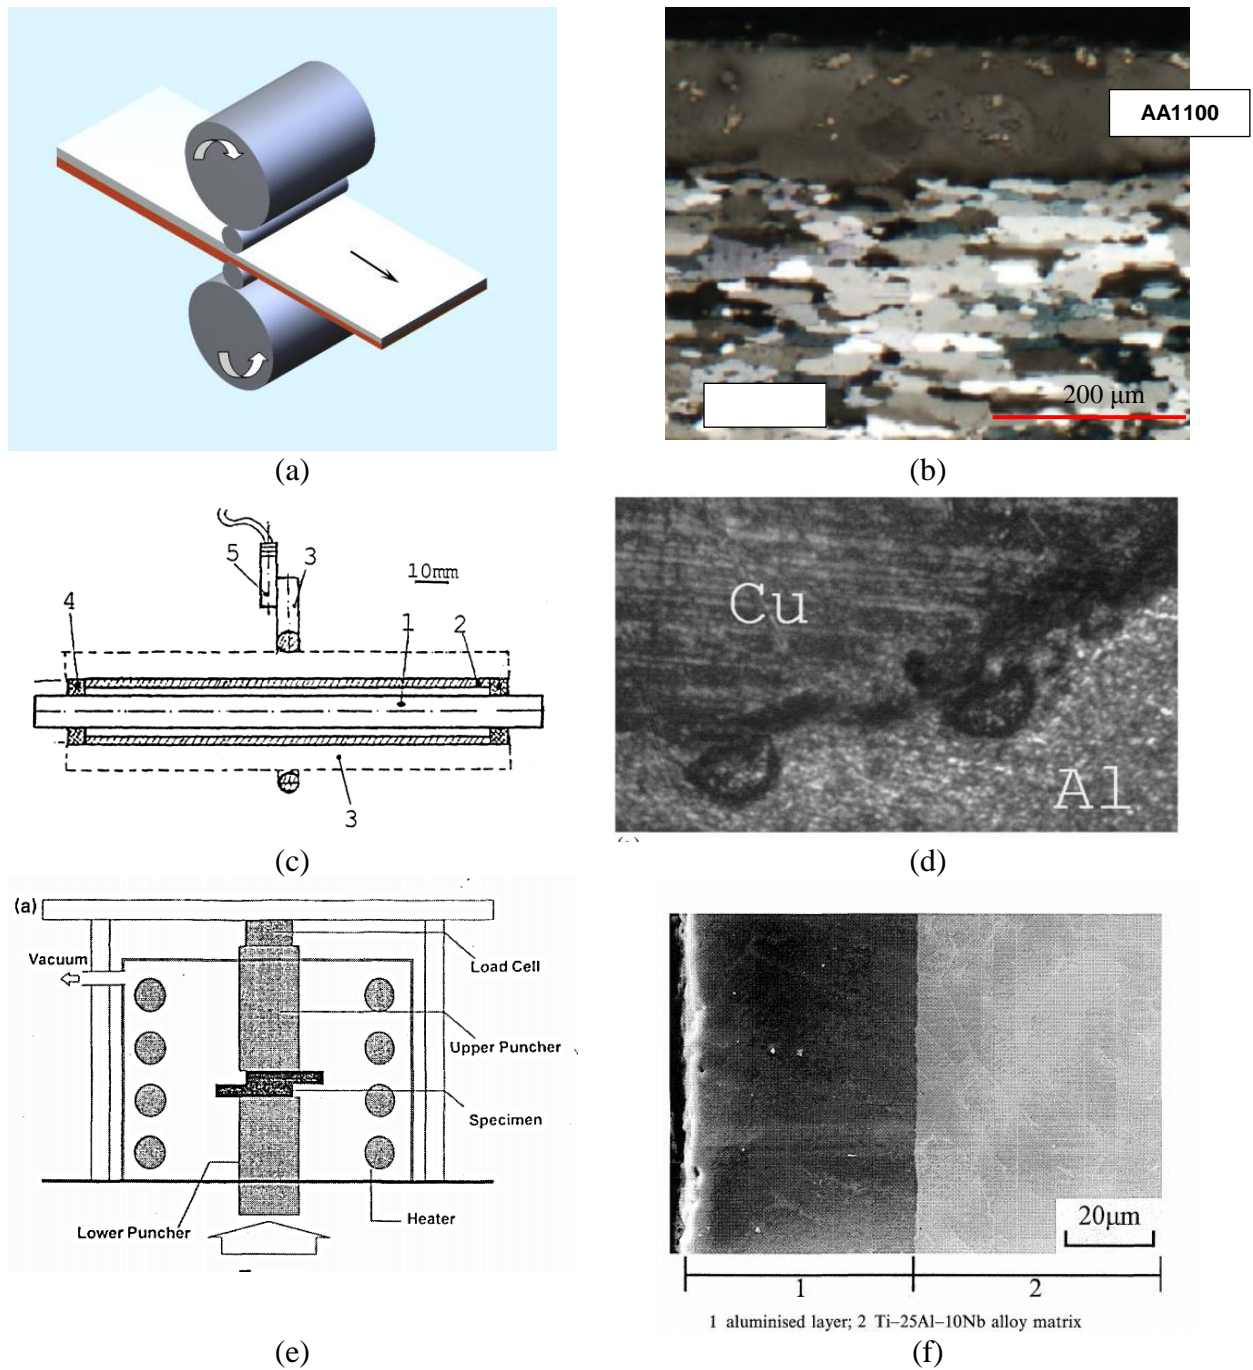 AA1100
200 μm
(a)
(b)
5
3
10mm
4
1
2
3
Cu
Al
(c)
(d)
(a)
Vacuum
Load Cell
Upper Puncher
Specimen
Heater
Lower Puncher
20μm
1
2
1 aluminised layer; 2 Ti–25Al–10Nb alloy matrix
(e)
(f)